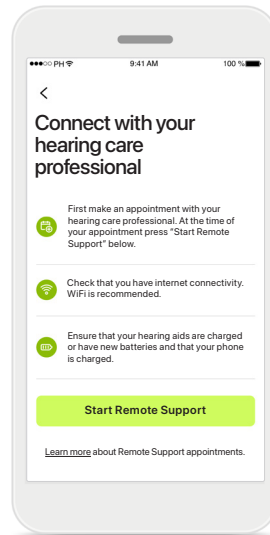 PH 9:41 AM 100 %
Connect with your
hearing care
professional
First make an appointment with your
hearing care professional. At the time of
your appointment press “Start Remote
Support” below.
Check that you have internet connectivity.
WiFi is recommended.
Ensure that your hearing aids are charged
or have new batteries and that your phone
is charged.
Start Remote Support
Learn more about Remote Support appointments.